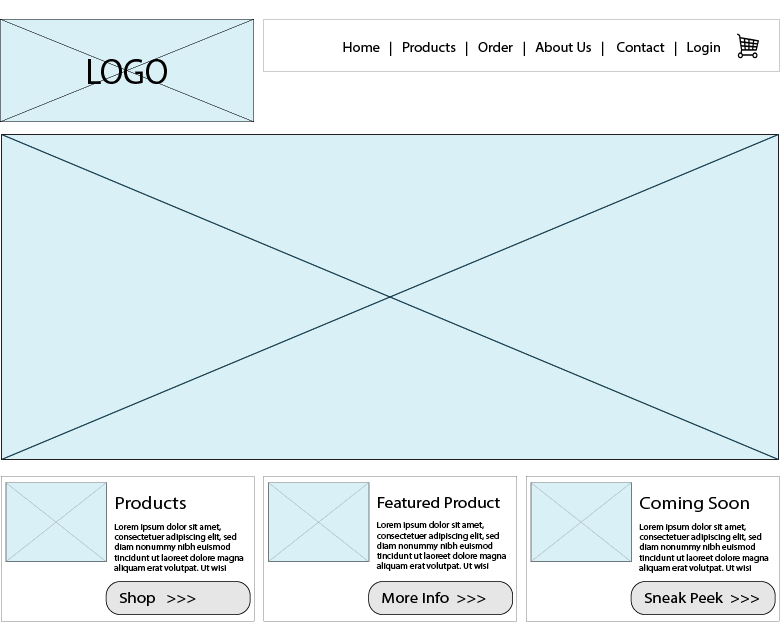 LOGO
Home | Products | Order | About Us | Contact | Login
Products
Lorem ipsum dolor sit amet,
consectetuer adipiscing elit, sed
diam nonummy nibh euismod
tincidunt ut laoreet dolore magna
aliquam erat volutpat. Ut wisi
Shop >>>
Featured Product
Lorem ipsum dolor sit amet,
consectetuer adipiscing elit, sed
diam nonummy nibh euismod
tincidunt ut laoreet dolore magna
aliquam erat volutpat. Ut wisi
More Info >>>
Coming Soon
Lorem ipsum dolor sit amet,
consectetuer adipiscing elit, sed
diam nonummy nibh euismod
tincidunt ut laoreet dolore magna
aliquam erat volutpat. Ut wisi
Sneak Peek >>>